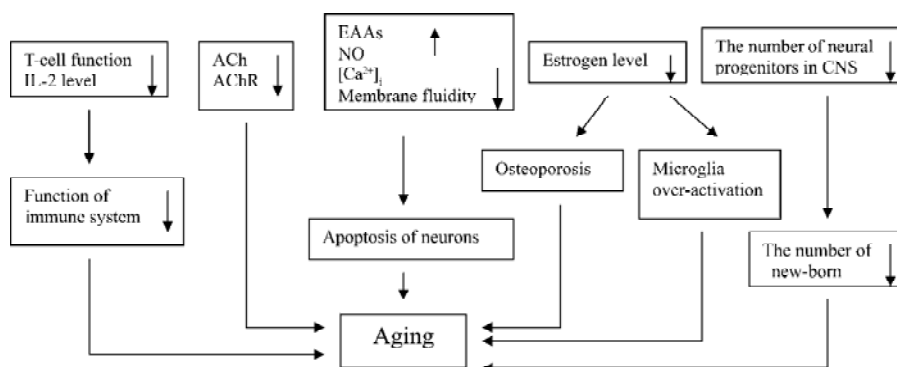 T-cell function
IL-2 level
ACh
AChR
EAAs
NO
[Ca²⁺]ᵢ
Membrane fluidity
Estrogen level
The number of neural
progenitors in CNS
Function of
immune system
Apoptosis of neurons
Osteoporosis
Microglia
over-activation
The number of
new-born
Aging